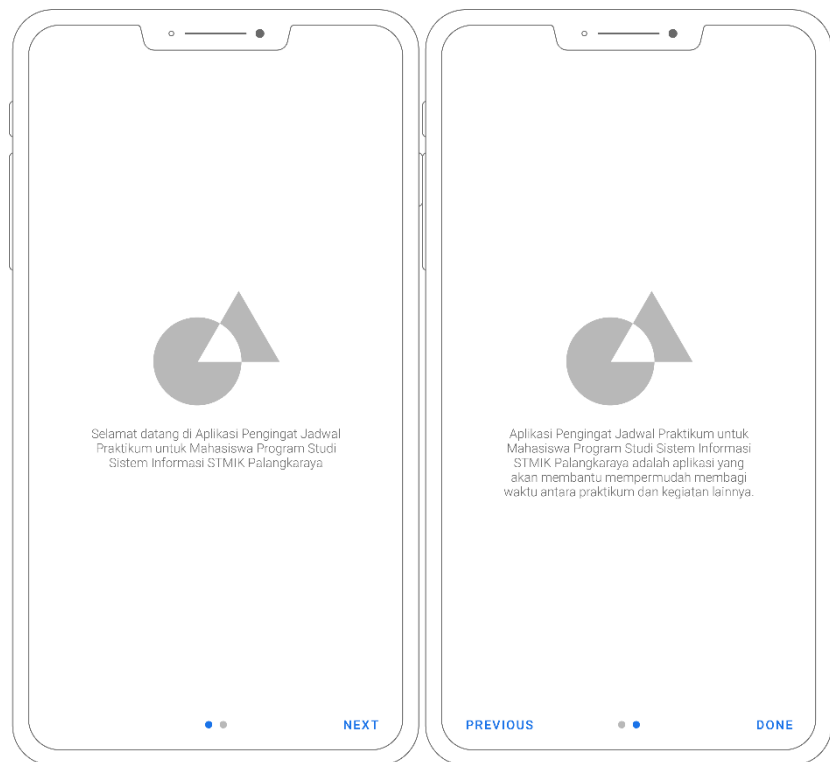 Selamat datang di Aplikasi Pengingat Jadwal
Praktikum untuk Mahasiswa Program Studi
Sistem Informasi STMIK Palangkaraya
NEXT
Aplikasi Pengingat Jadwal Praktikum untuk
Mahasiswa Program Studi Sistem Informasi
STMIK Palangkaraya adalah aplikasi yang
akan membantu mempermudah membagi
waktu antara praktikum dan kegiatan lainnya.
PREVIOUS
DONE